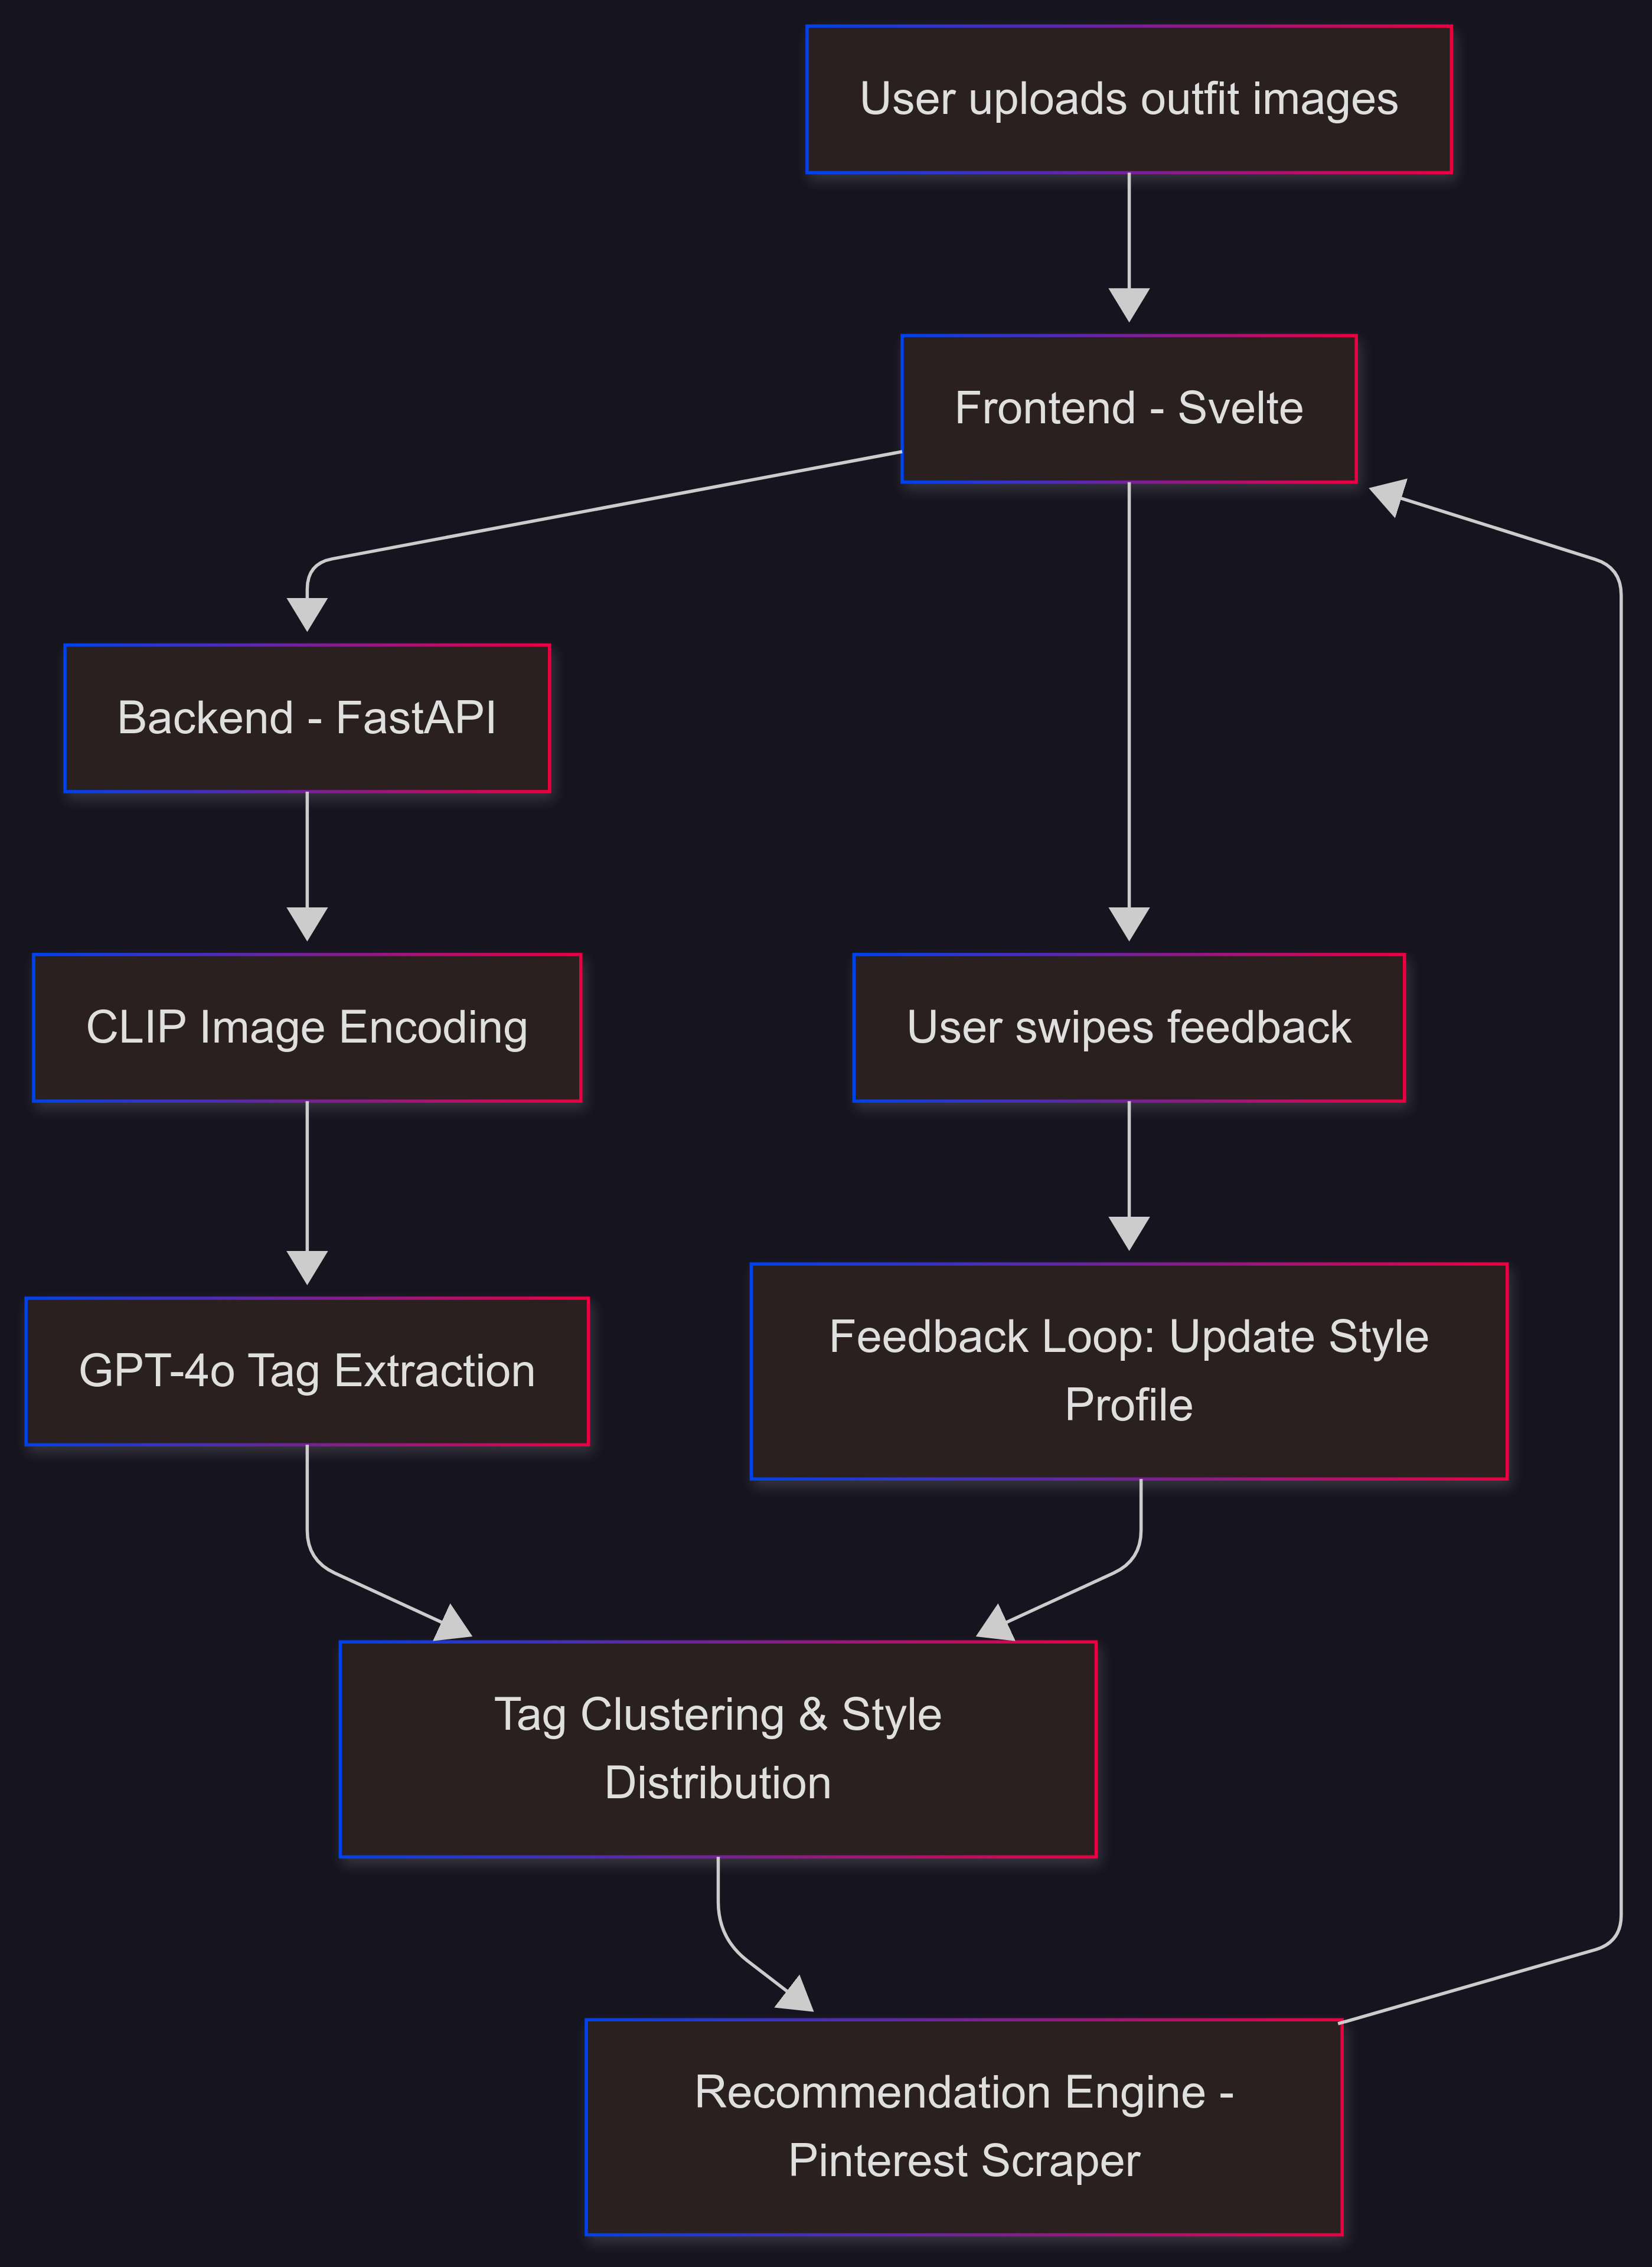 User uploads outfit images
Frontend - Svelte
Backend - FastAPI
CLIP Image Encoding
User swipes feedback
GPT-4o Tag Extraction
Feedback Loop: Update Style
Profile
Tag Clustering & Style
Distribution
Recommendation Engine -
Pinterest Scraper